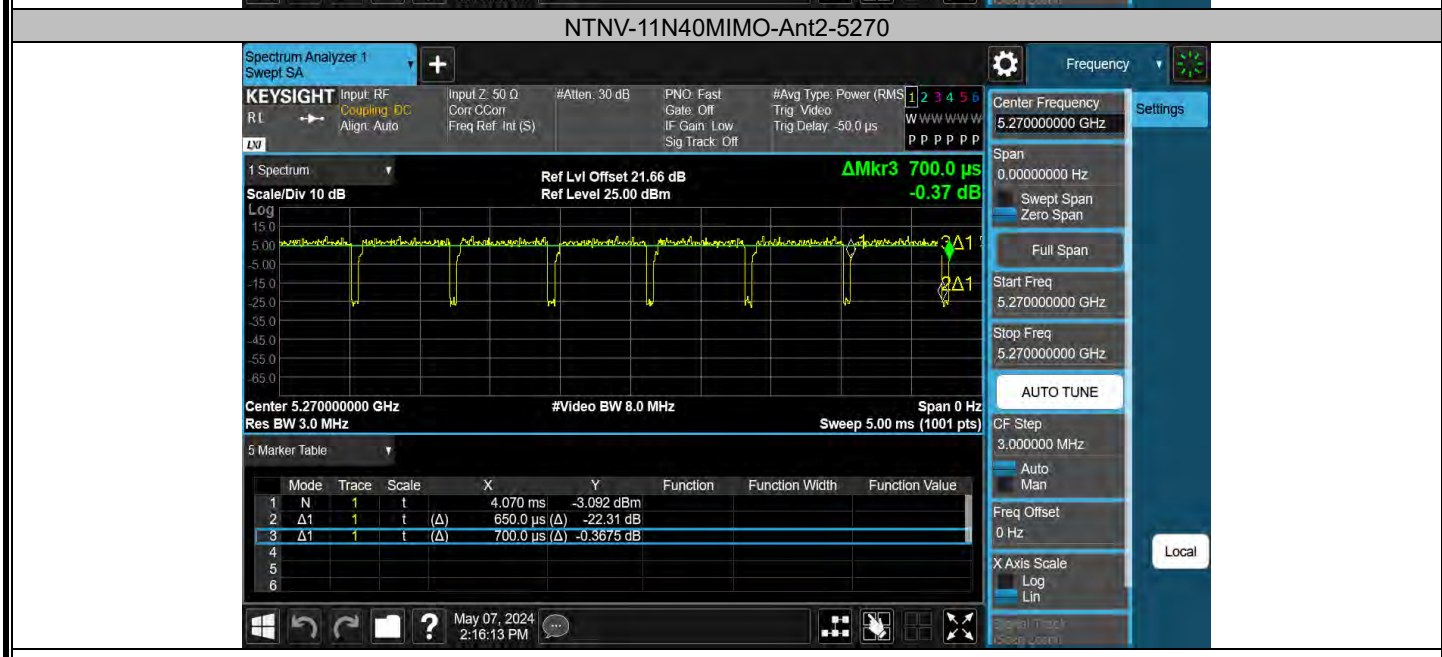 NTNV-11N40MIMO-Ant2-5270
Spectrum Analyzer 1
Swept SA
Frequency
KEYSIGHT
RL
LXI
Input: RF
Coupling: DC
Align: Auto
Input Z: 50 Ω
Corr CCorr
Freq Ref: Int (S)
#Atten: 30 dB
PNO: Fast
Gate: Off
IF Gain: Low
Sig Track: Off
#Avg Type: Power (RMS
Trig: Video
Trig Delay: -50.0 µs
1 2 3 4 5 6
W W W W W W
P P P P P P
Center Frequency
5.270000000 GHz
Settings
Span
0.00000000 Hz
Swept Span
Zero Span
Full Span
Start Freq
5.270000000 GHz
Stop Freq
5.270000000 GHz
AUTO TUNE
CF Step
3.000000 MHz
Auto
Man
Freq Offset
0 Hz
X Axis Scale
Log
Lin
Local
1 Spectrum
Scale/Div 10 dB
Ref Lvl Offset 21.66 dB
Ref Level 25.00 dBm
ΔMkr3 700.0 µs
-0.37 dB
Log
15.0
5.00
-5.00
-15.0
-25.0
-35.0
-45.0
-55.0
-65.0
1
3Δ1
2Δ1
Center 5.270000000 GHz
#Video BW 8.0 MHz
Span 0 Hz
Res BW 3.0 MHz
Sweep 5.00 ms (1001 pts)
5 Marker Table
Mode Trace Scale X Y Function Function Width Function Value
1 N 1 t 4.070 ms -3.092 dBm
2 Δ1 1 t (Δ) 650.0 µs (Δ) -22.31 dB
3 Δ1 1 t (Δ) 700.0 µs (Δ) -0.3675 dB
4
5
6
May 07, 2024
2:16:13 PM